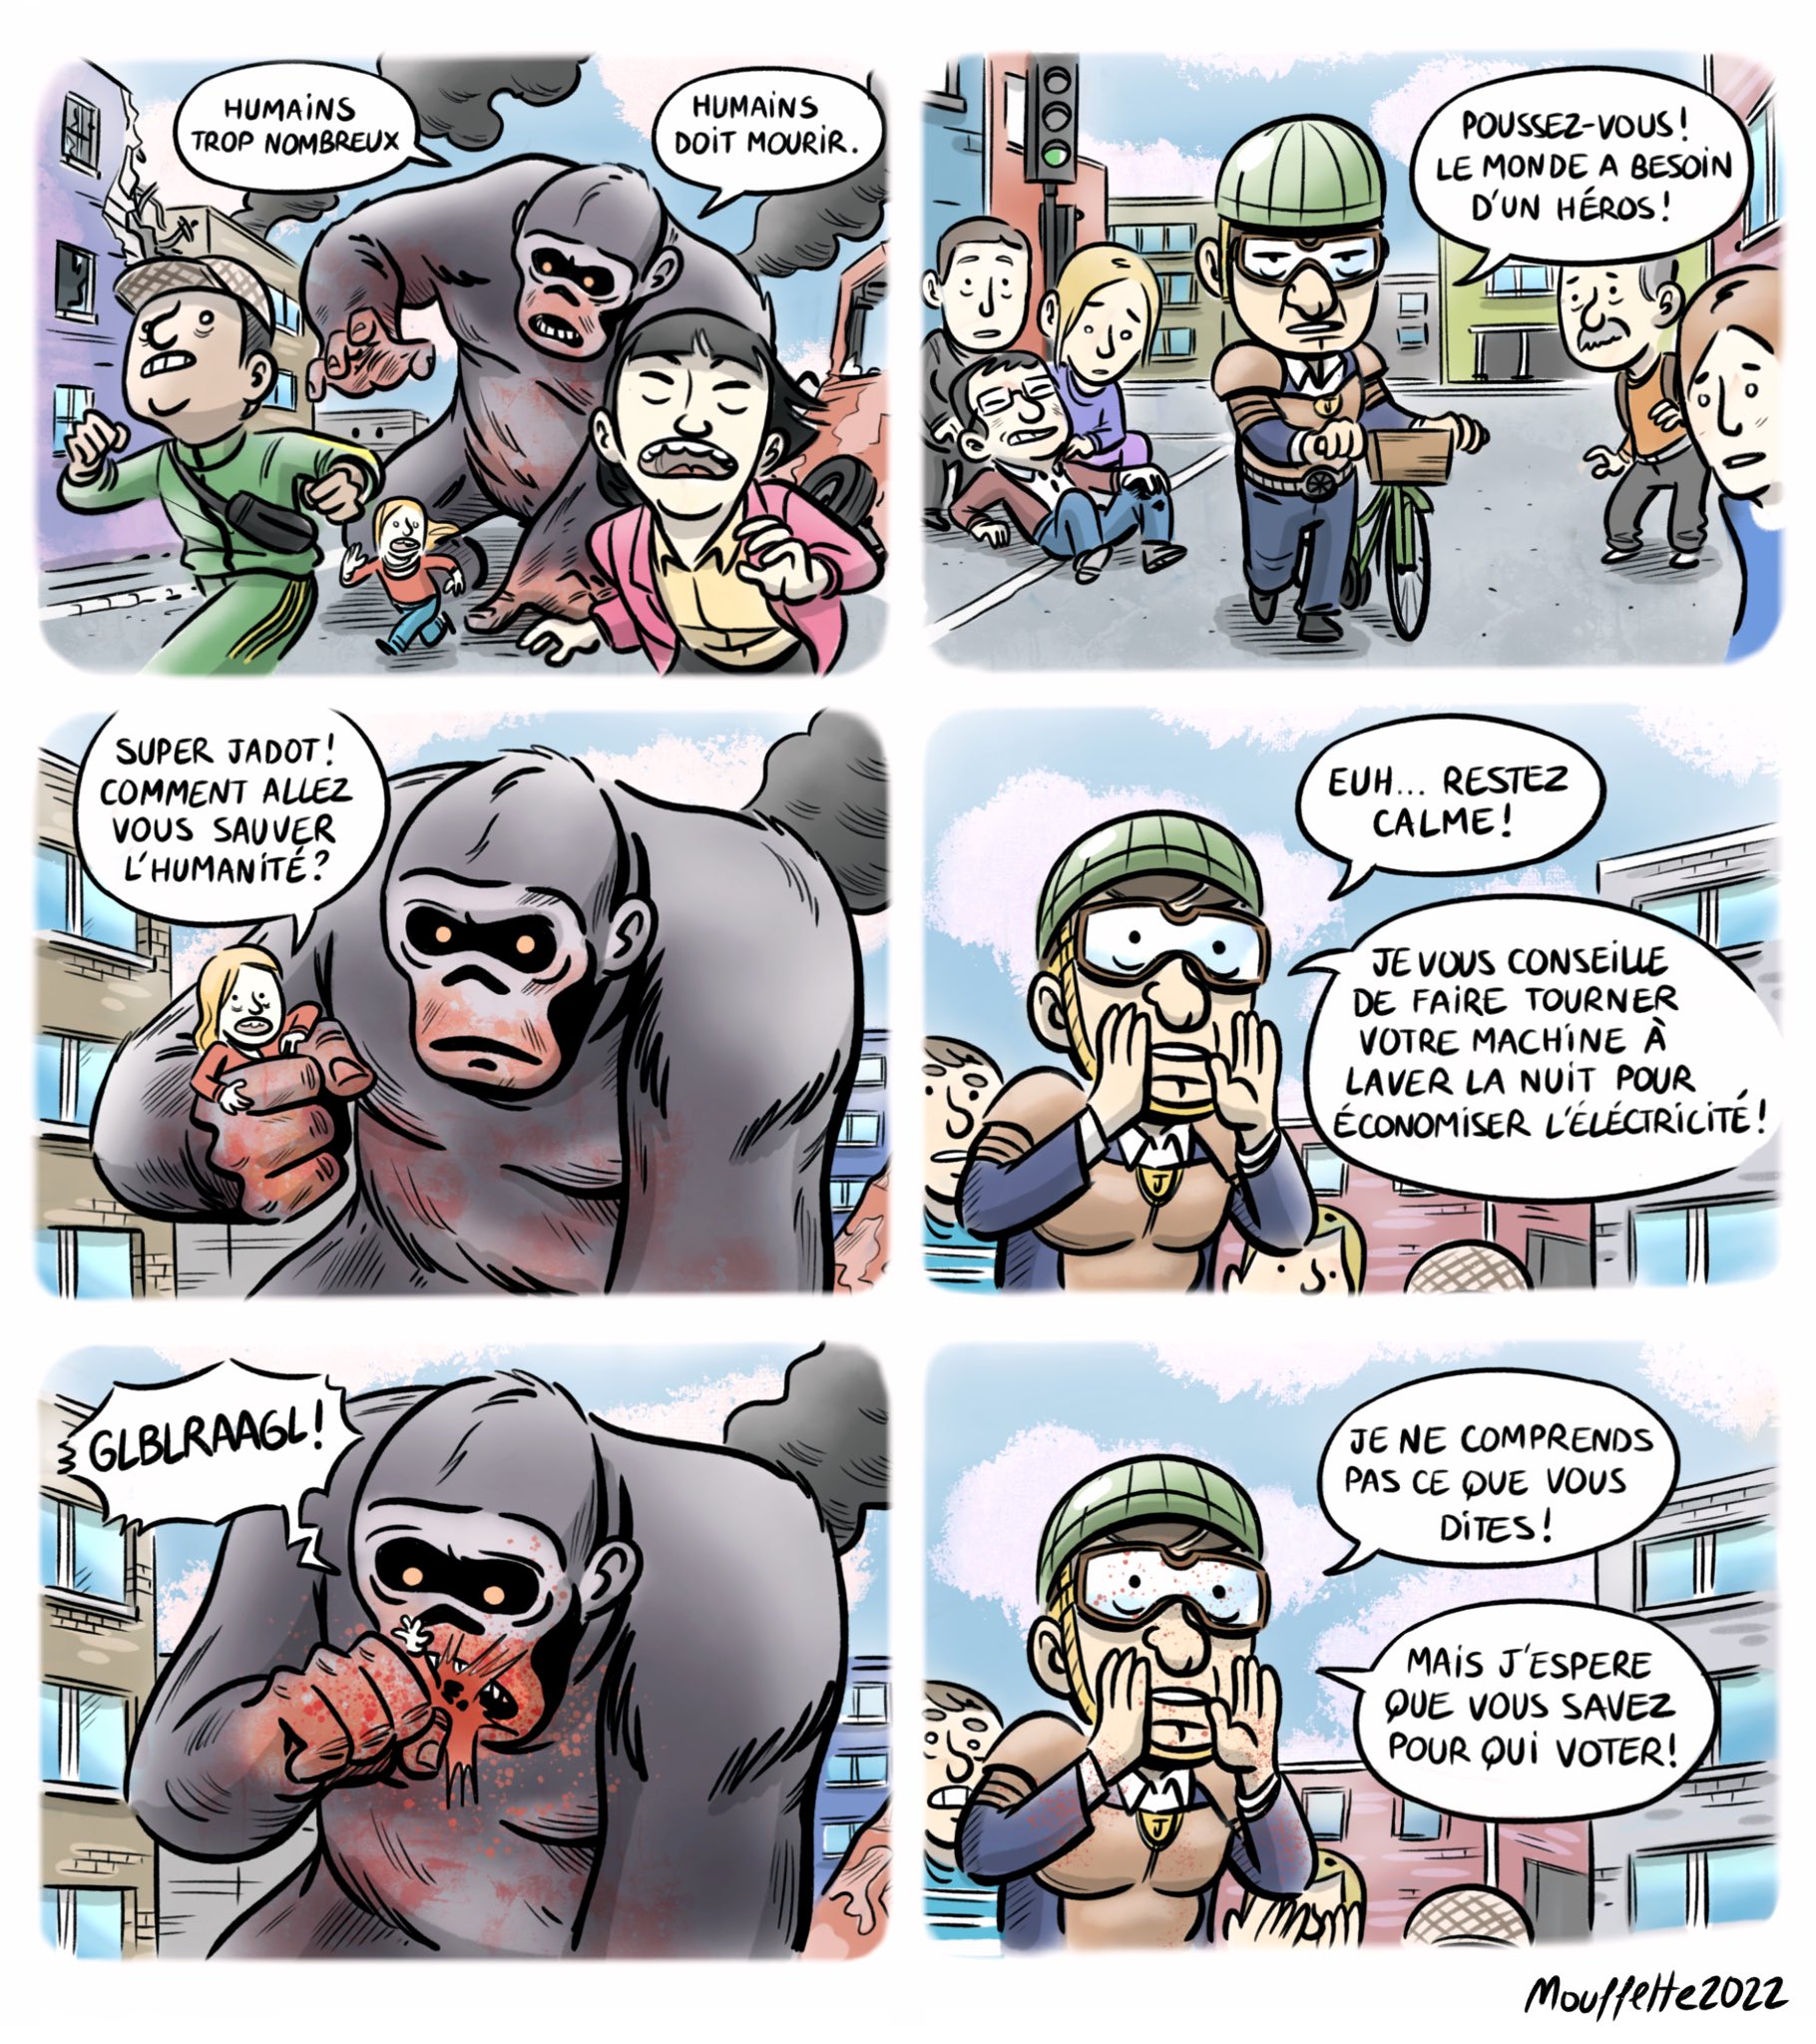 HUMAINS
TROP NOMBREUX
HUMAINS
DOIT MOURIR.
POUSSEZ-VOUS!
LE MONDE A BESOIN
D'UN HÉROS!
SUPER JADOT!
COMMENT ALLEZ
VOUS SAUVER
L'HUMANITÉ?
EUH... RESTEZ
CALME!
JE VOUS CONSEILLE
DE FAIRE TOURNER
VOTRE MACHINE À
LAVER LA NUIT POUR
ÉCONOMISER L'ÉLÉCTRICITÉ!
J
GLBLRAAGL!
JE NE COMPRENDS
PAS CE QUE VOUS
DITES!
MAIS J'ESPERE
QUE VOUS SAVEZ
POUR QUI VOTER!
J
Mouffette2022